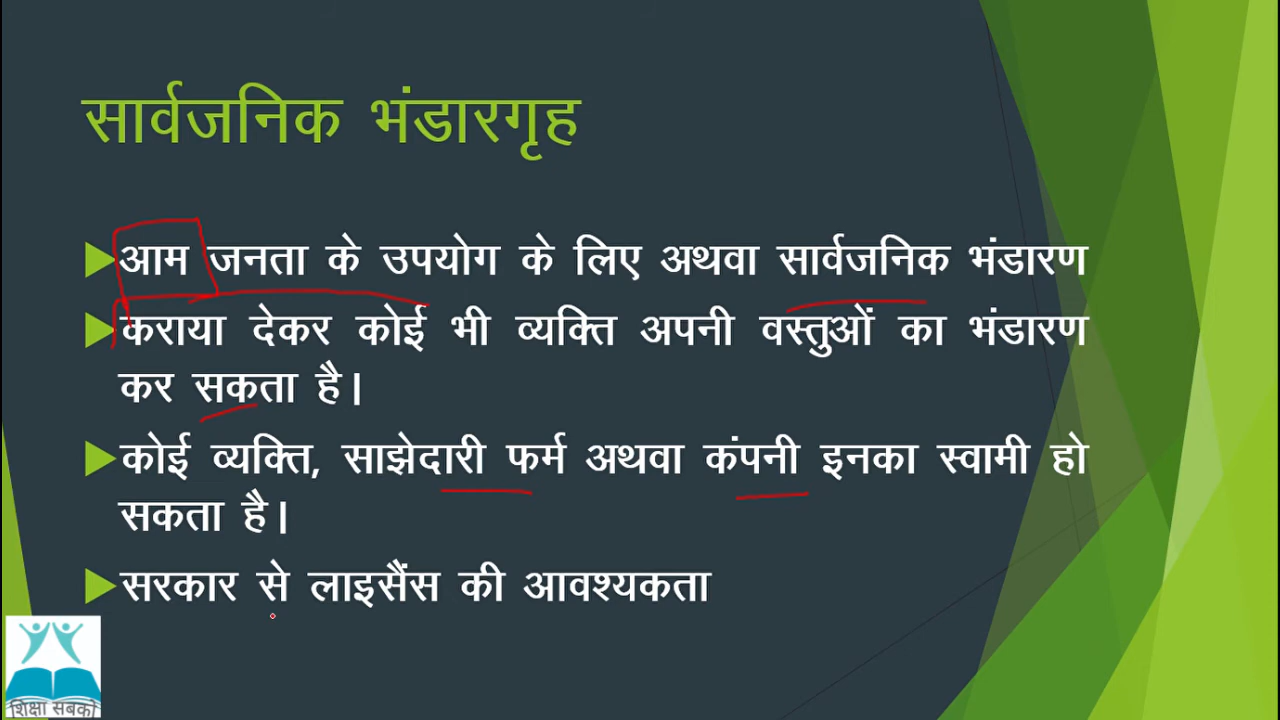 सार्वजनिक भंडारगृह
आम जनता के उपयोग के लिए अथवा सार्वजनिक भंडारण
कराया देकर कोई भी व्यक्ति अपनी वस्तुओं का भंडारण
कर सकता है।
कोई व्यक्ति, साझेदारी फर्म अथवा कंपनी इनका स्वामी हो
सकता है।
सरकार से लाइसैंस की आवश्यकता
शिक्षा सबको